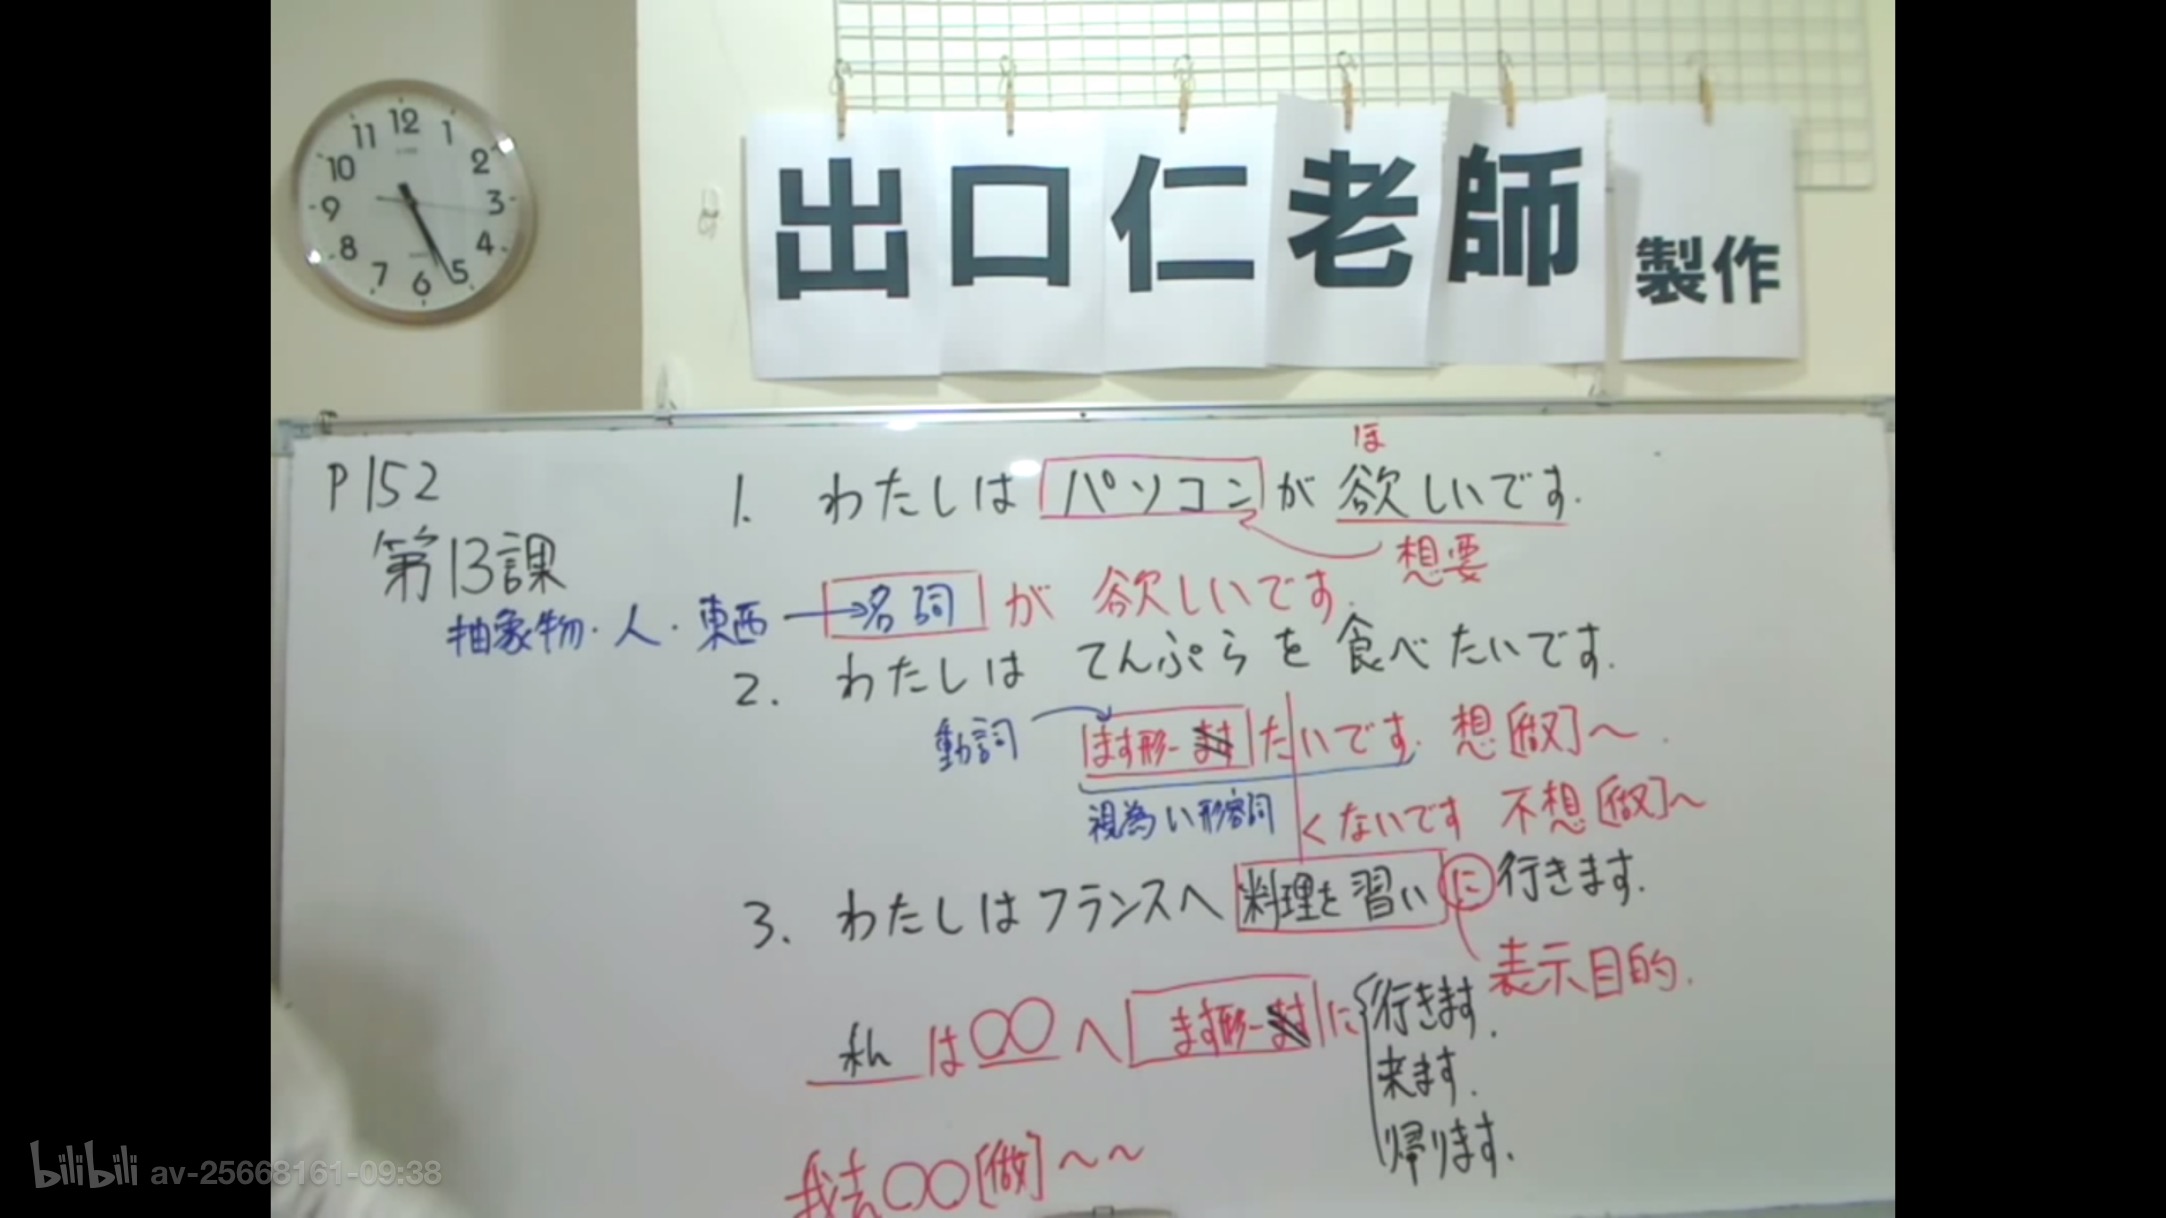 12 1 2 3 4 5 6 7 8 9 10 11
出口仁老師 製作
P152
第13課
ほ
1. わたしは パソコン が 欲しいです.
想要
抽象物・人・東西 → 名詞 が 欲しいです.
2. わたしは てんぷらを 食べたいです.
動詞 ます形-ます たいです. 想[做]〜.
視為い形容詞 くないです 不想[做]〜
3. わたしはフランスへ 料理を習い に 行きます.
表示目的.
私 は ○○ へ ます形-ます に 行きます.
来ます.
帰ります.
我去○○[做]〜〜
bilibili av-25668161-09:38